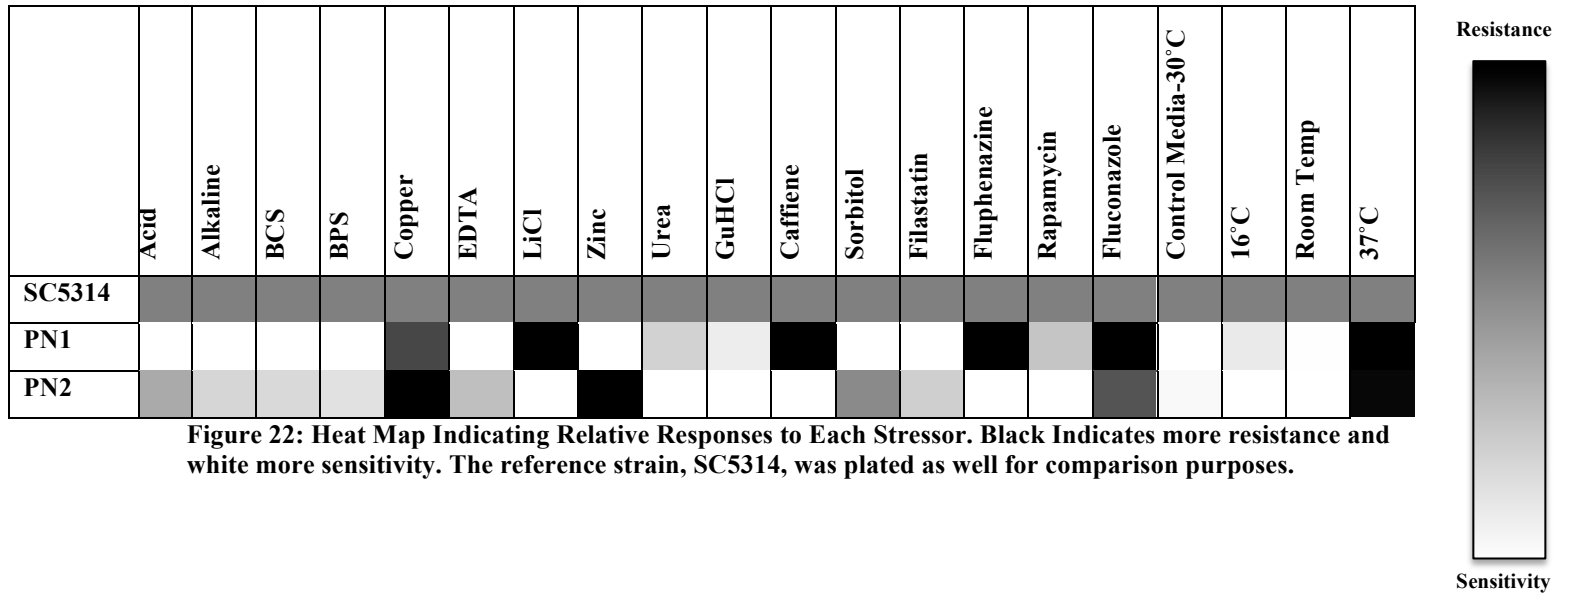 Acid
Alkaline
BCS
BPS
Copper
EDTA
LiCl
Zinc
Urea
GuHCl
Caffiene
Sorbitol
Filastatin
Fluphenazine
Rapamycin
Fluconazole
Control Media-30˚C
16˚C
Room Temp
37˚C
SC5314
PN1
PN2
Resistance
Sensitivity
Figure 22: Heat Map Indicating Relative Responses to Each Stressor. Black Indicates more resistance and
white more sensitivity. The reference strain, SC5314, was plated as well for comparison purposes.